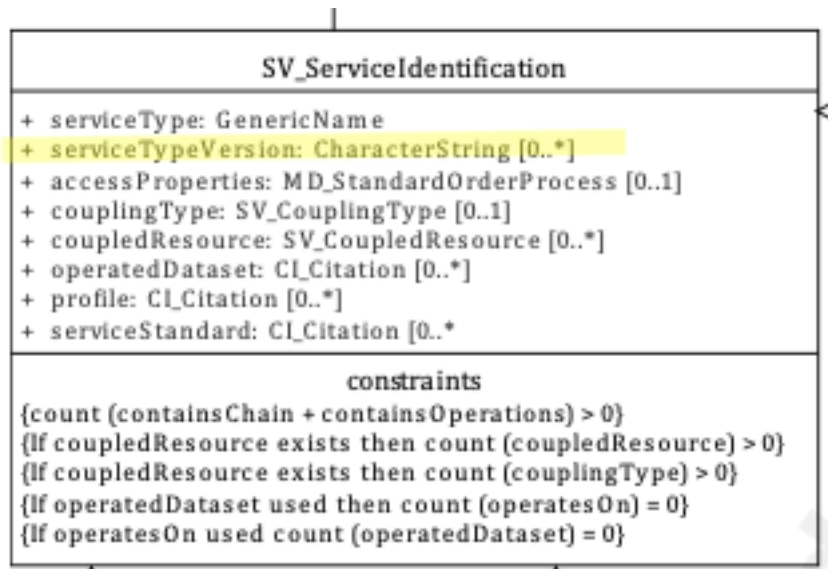 SV_ServiceIdentification
+ serviceType: GenericName
+ serviceTypeVersion: CharacterString [0..*]
+ accessProperties: MD_StandardOrderProcess [0..1]
+ couplingType: SV_CouplingType [0..1]
+ coupledResource: SV_CoupledResource [0..*]
+ operatedDataset: CI_Citation [0..*]
+ profile: CI_Citation [0..*]
+ serviceStandard: CI_Citation [0..*
constraints
{count (containsChain + containsOperations) > 0}
{If coupledResource exists then count (coupledResource) > 0}
{If coupledResource exists then count (couplingType) > 0}
{If operatedDataset used then count (operatesOn) = 0}
{If operatesOn used count (operatedDataset) = 0}